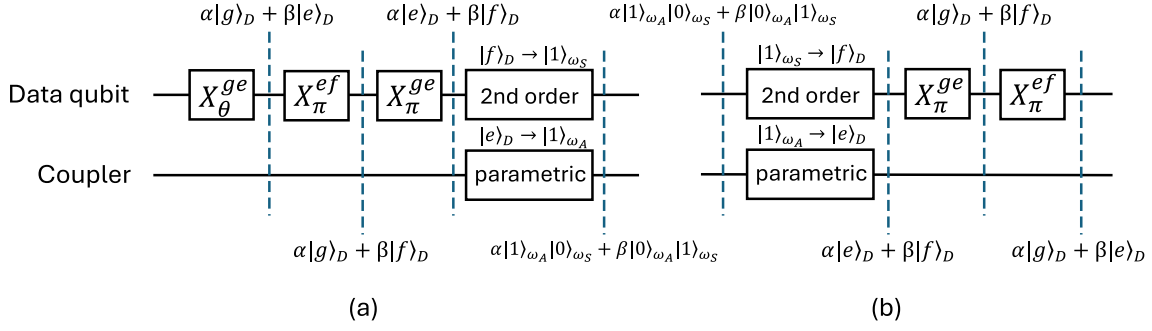 α|g⟩_D + β|e⟩_D
α|e⟩_D + β|f⟩_D
α|1⟩_{ω_A}|0⟩_{ω_S} + β|0⟩_{ω_A}|1⟩_{ω_S}
α|g⟩_D + β|f⟩_D
|f⟩_D → |1⟩_{ω_S}
|1⟩_{ω_S} → |f⟩_D
Data qubit
X_θ^{ge}
X_π^{ef}
X_π^{ge}
2nd order
2nd order
X_π^{ge}
X_π^{ef}
|e⟩_D → |1⟩_{ω_A}
|1⟩_{ω_A} → |e⟩_D
Coupler
parametric
parametric
α|g⟩_D + β|f⟩_D
α|1⟩_{ω_A}|0⟩_{ω_S} + β|0⟩_{ω_A}|1⟩_{ω_S}
α|e⟩_D + β|f⟩_D
α|g⟩_D + β|e⟩_D
(a)
(b)